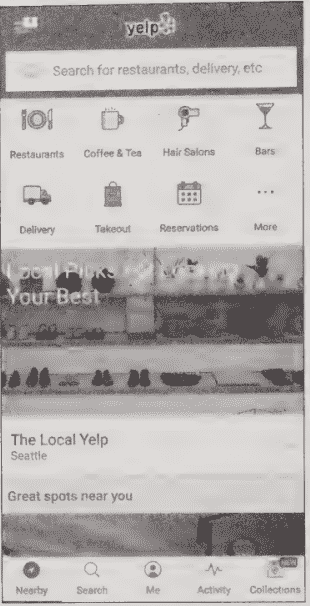 yelp
Search for restaurants, delivery, etc
Restaurants Coffee & Tea Hair Salons Bars
Delivery Takeout Reservations More
Local Picks
Your Best
The Local Yelp
Seattle
Great spots near you
NEW
Nearby Search Me Activity Collections